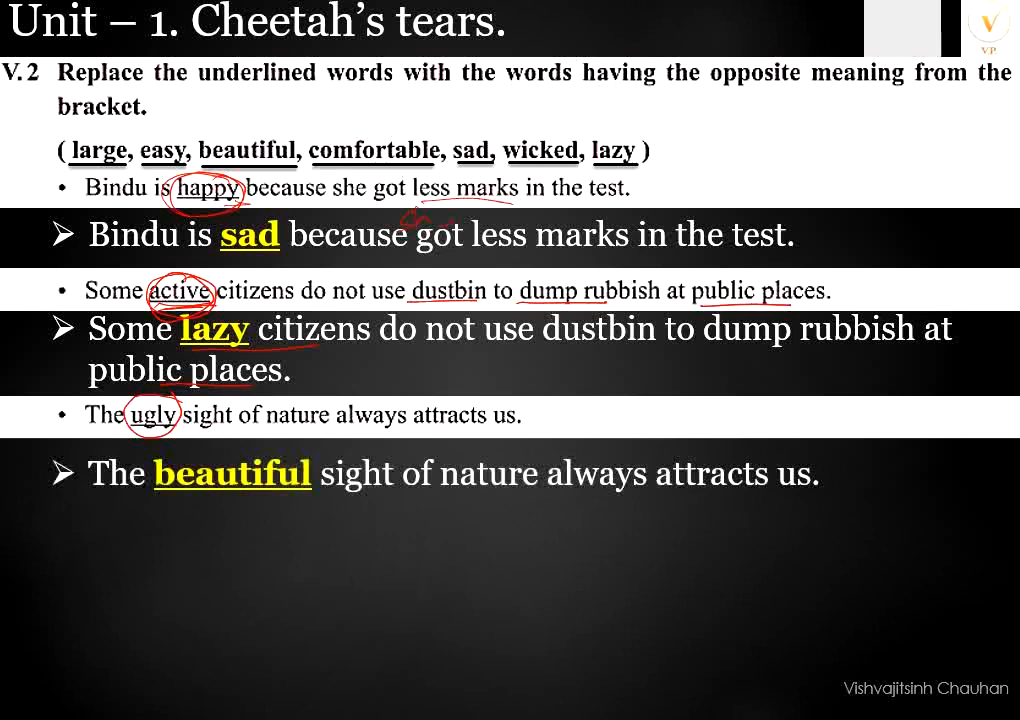 Unit – 1. Cheetah's tears.
V.P.
V. 2 Replace the underlined words with the words having the opposite meaning from the
bracket.
( large, easy, beautiful, comfortable, sad, wicked, lazy )
• Bindu is happy because she got less marks in the test.
➢ Bindu is sad because got less marks in the test.
• Some active citizens do not use dustbin to dump rubbish at public places.
➢ Some lazy citizens do not use dustbin to dump rubbish at
public places.
• The ugly sight of nature always attracts us.
➢ The beautiful sight of nature always attracts us.
Vishvajitsinh Chauhan